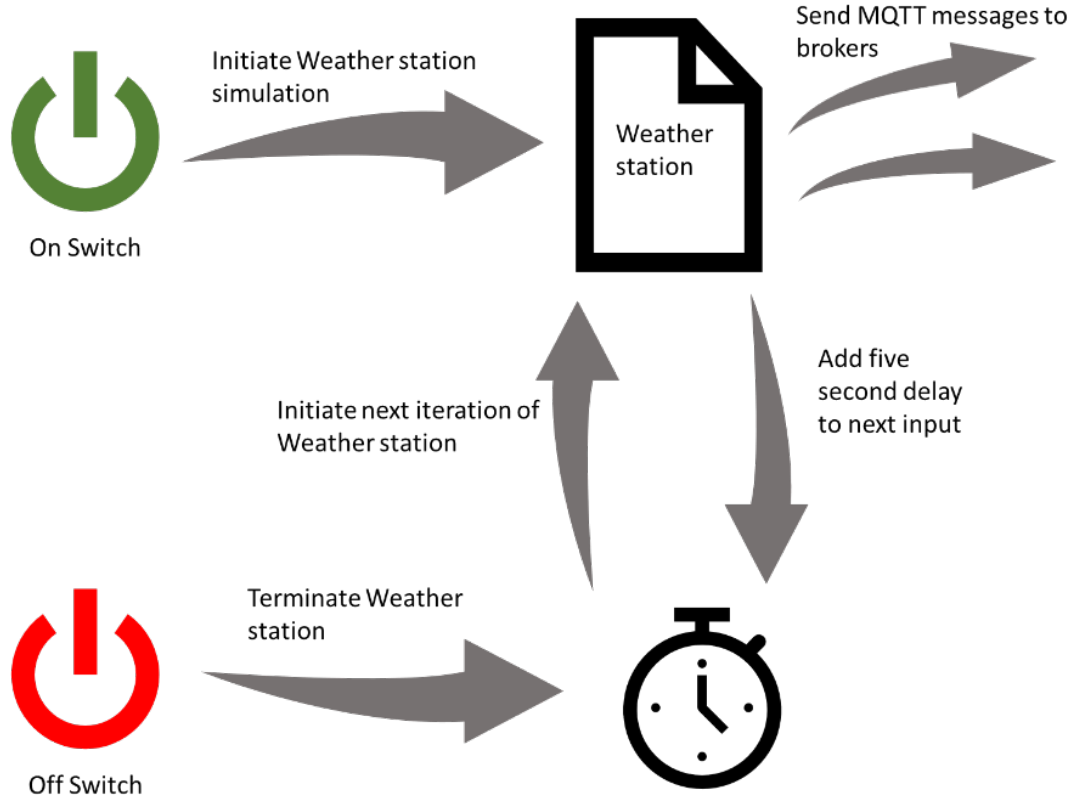 Send MQTT messages to
brokers
Initiate Weather station
simulation
Weather
station
On Switch
Add five
second delay
to next input
Initiate next iteration of
Weather station
Terminate Weather
station
Off Switch